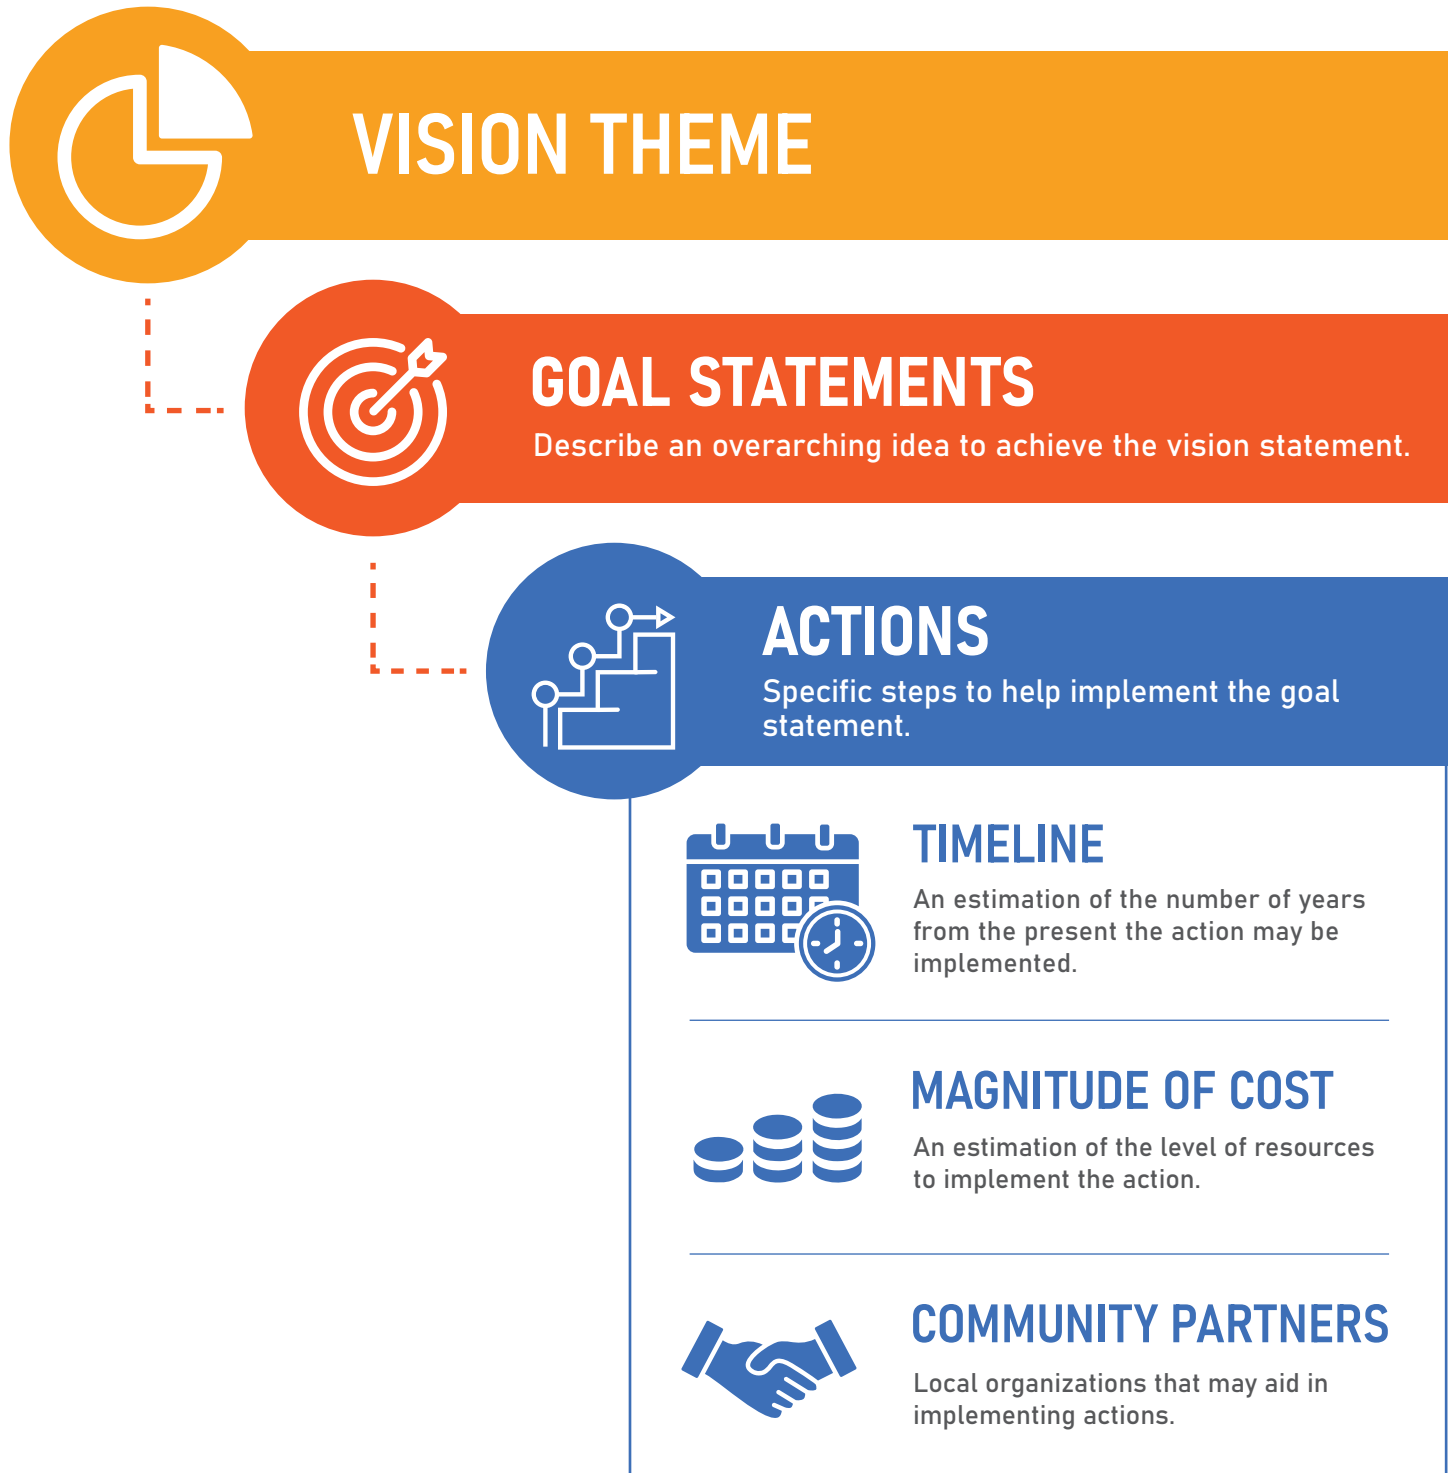 VISION THEME
GOAL STATEMENTS
Describe an overarching idea to achieve the vision statement.
ACTIONS
Specific steps to help implement the goal
statement.
TIMELINE
An estimation of the number of years
from the present the action may be
implemented.
MAGNITUDE OF COST
An estimation of the level of resources
to implement the action.
COMMUNITY PARTNERS
Local organizations that may aid in
implementing actions.